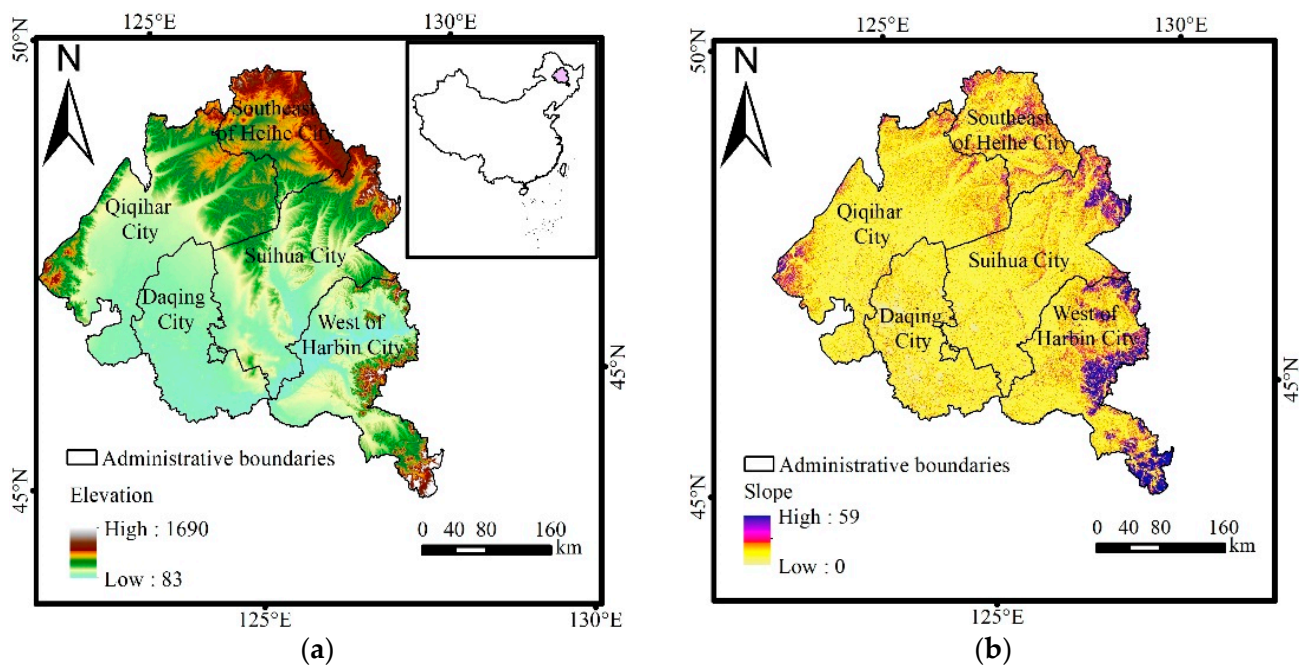 125°E
130°E
50°N
N
Southeast
of Heihe City
Qiqihar
City
Suihua City
Daqing
City
West of
Harbin City
45°N
Administrative boundaries
Elevation
High : 1690
Low : 83
0 40 80 160
km
45°N
125°E
130°E
(a)
125°E
130°E
50°N
N
Southeast
of Heihe City
Qiqihar
City
Suihua City
Daqing
City
West of
Harbin City
45°N
Administrative boundaries
Slope
High : 59
Low : 0
0 40 80 160
km
45°N
125°E
(b)